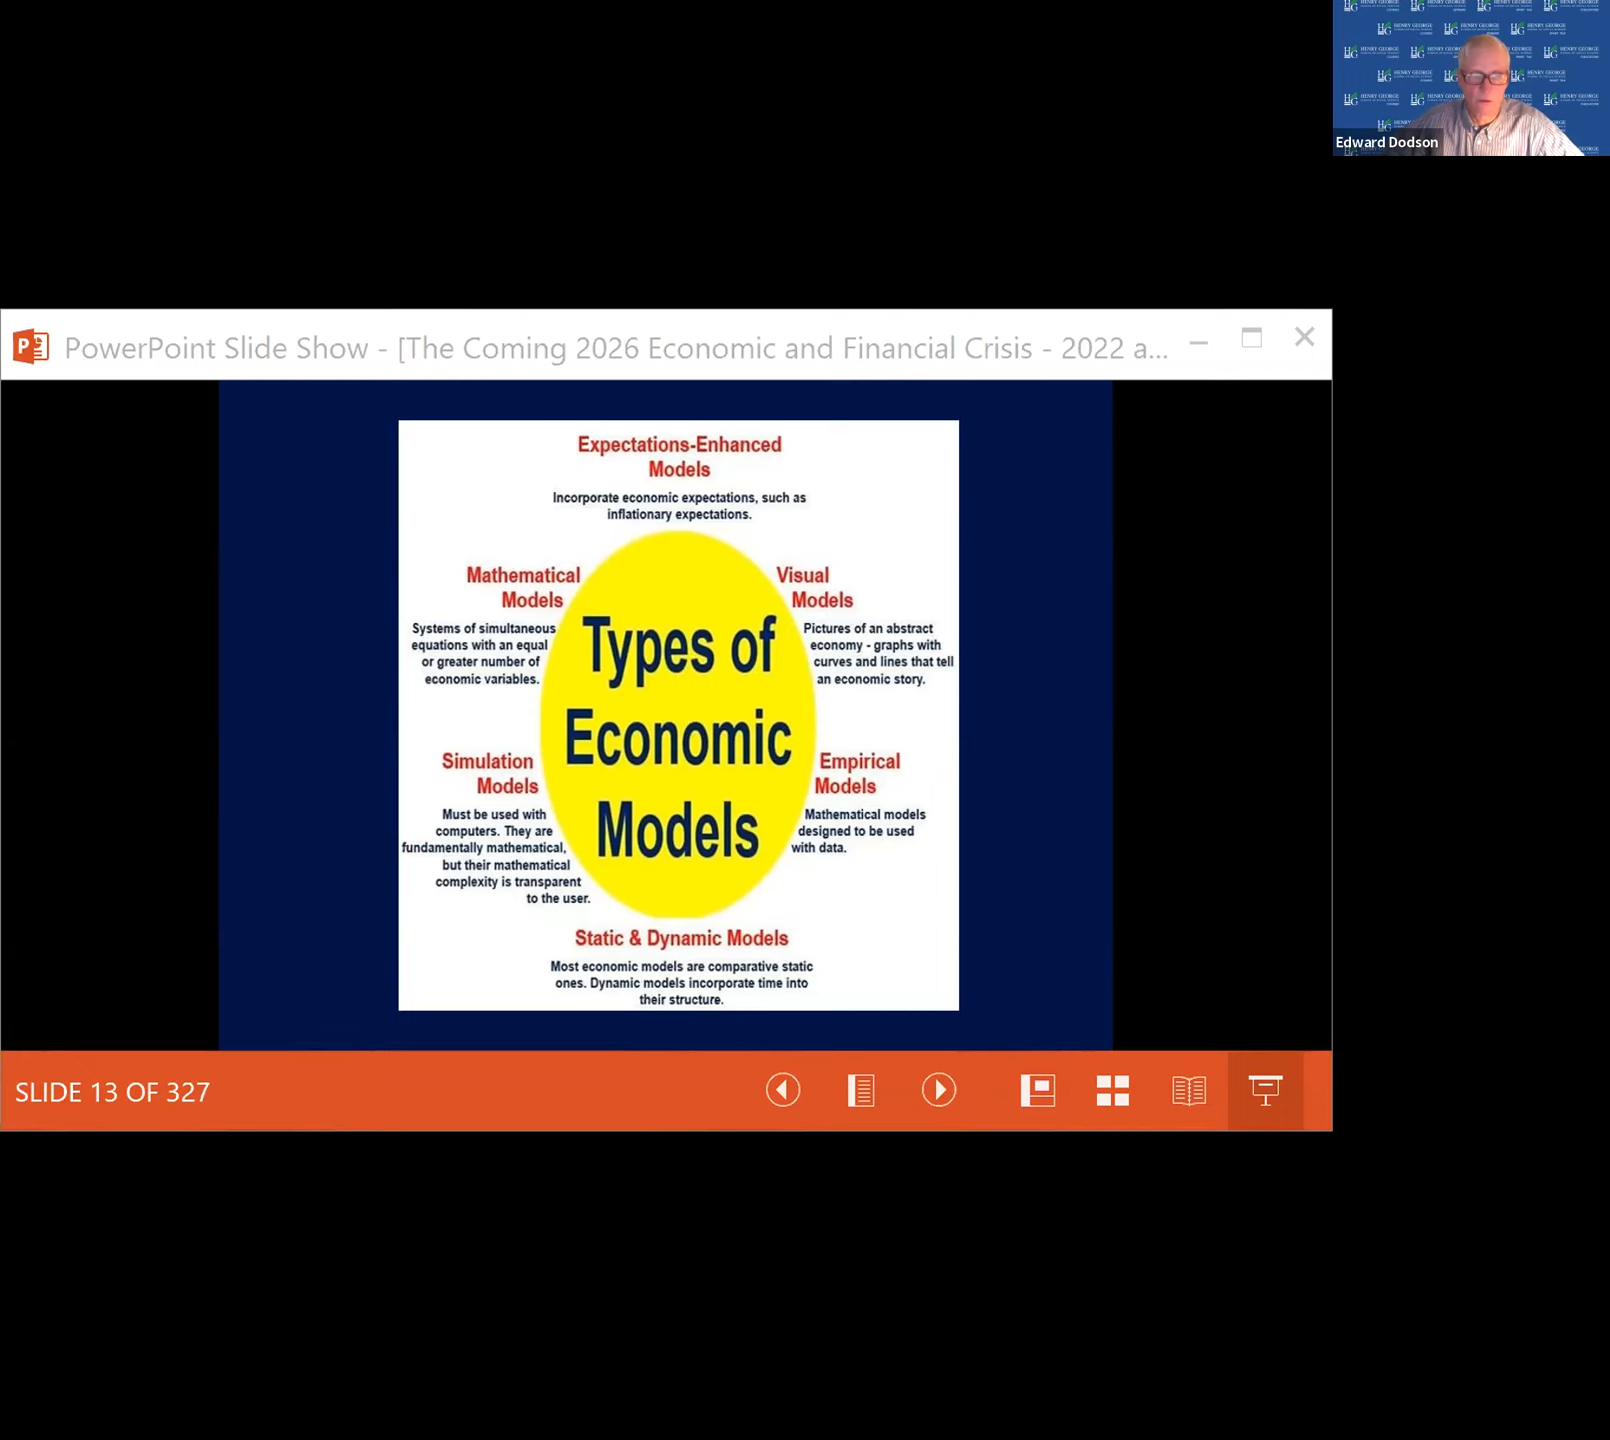 HENRY GEORGE
Edward Dodson
PowerPoint Slide Show - [The Coming 2026 Economic and Financial Crisis - 2022 a...
Expectations-Enhanced
Models
Incorporate economic expectations, such as
inflationary expectations.
Mathematical
Models
Systems of simultaneous
equations with an equal
or greater number of
economic variables.
Visual
Models
Pictures of an abstract
economy - graphs with
curves and lines that tell
an economic story.
Types of
Economic
Models
Simulation
Models
Must be used with
computers. They are
fundamentally mathematical,
but their mathematical
complexity is transparent
to the user.
Empirical
Models
Mathematical models
designed to be used
with data.
Static & Dynamic Models
Most economic models are comparative static
ones. Dynamic models incorporate time into
their structure.
SLIDE 13 OF 327